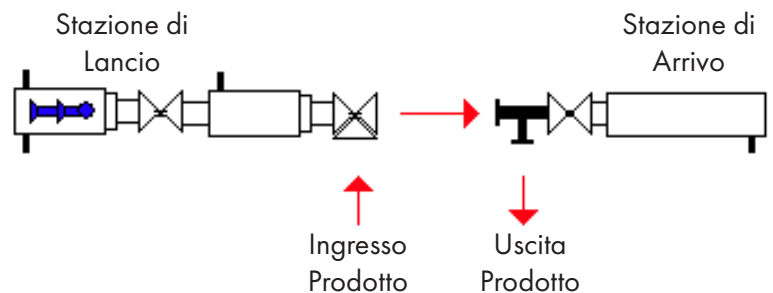 Stazione di
Lancio
Stazione di
Arrivo
Ingresso
Prodotto
Uscita
Prodotto